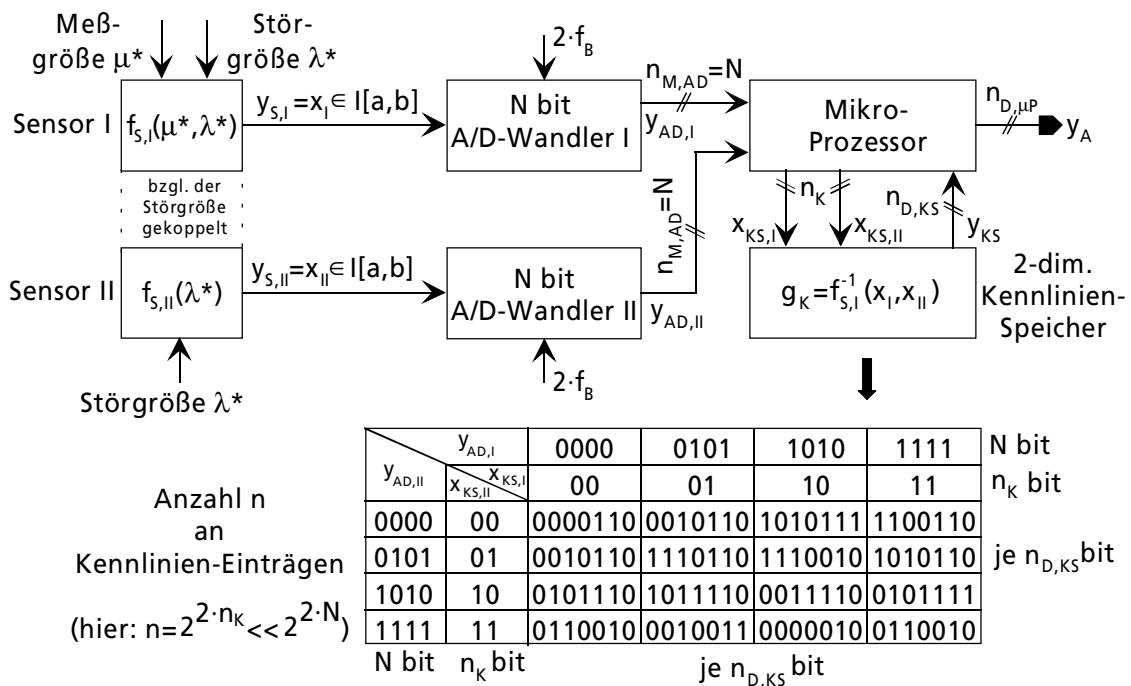 Meß-
größe μ*
Stör-
größe λ*
Sensor I
f_S,I(μ*,λ*)
y_S,I =x_I ∈ I[a,b]
2·f_B
N bit
A/D-Wandler I
n_M,AD=N
y_AD,I
Mikro-
Prozessor
n_D,μP
y_A
bzgl. der
Störgröße
gekoppelt
n_M,AD=N
n_K
n_D,KS
x_KS,I
x_KS,II
y_KS
Sensor II
f_S,II(λ*)
y_S,II=x_II ∈ I[a,b]
N bit
A/D-Wandler II
y_AD,II
g_K=f_S,I^-1(x_I,x_II)
2-dim.
Kennlinien-
Speicher
Störgröße λ*
2·f_B
y_AD,I 0000 0101 1010 1111 N bit
y_AD,II x_KS,II x_KS,I 00 01 10 11 n_K bit
0000 00 0000110 0010110 1010111 1100110
0101 01 0010110 1110110 1110010 1010110 je n_D,KS bit
1010 10 0101110 1011110 0011110 0101111
1111 11 0110010 0010011 0000010 0110010
Anzahl n
an
Kennlinien-Einträgen
(hier: n=2^2·n_K<<2^2·N)
N bit n_K bit je n_D,KS bit